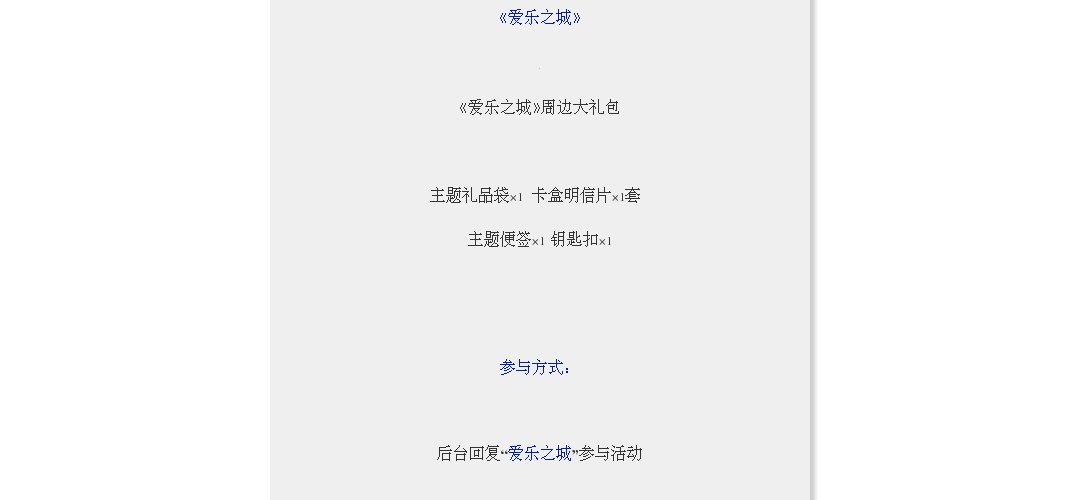 《爱乐之城》
《爱乐之城》周边大礼包
主题礼品袋×1 卡盒明信片×1套
主题便签×1 钥匙扣×1
参与方式：
后台回复“爱乐之城”参与活动